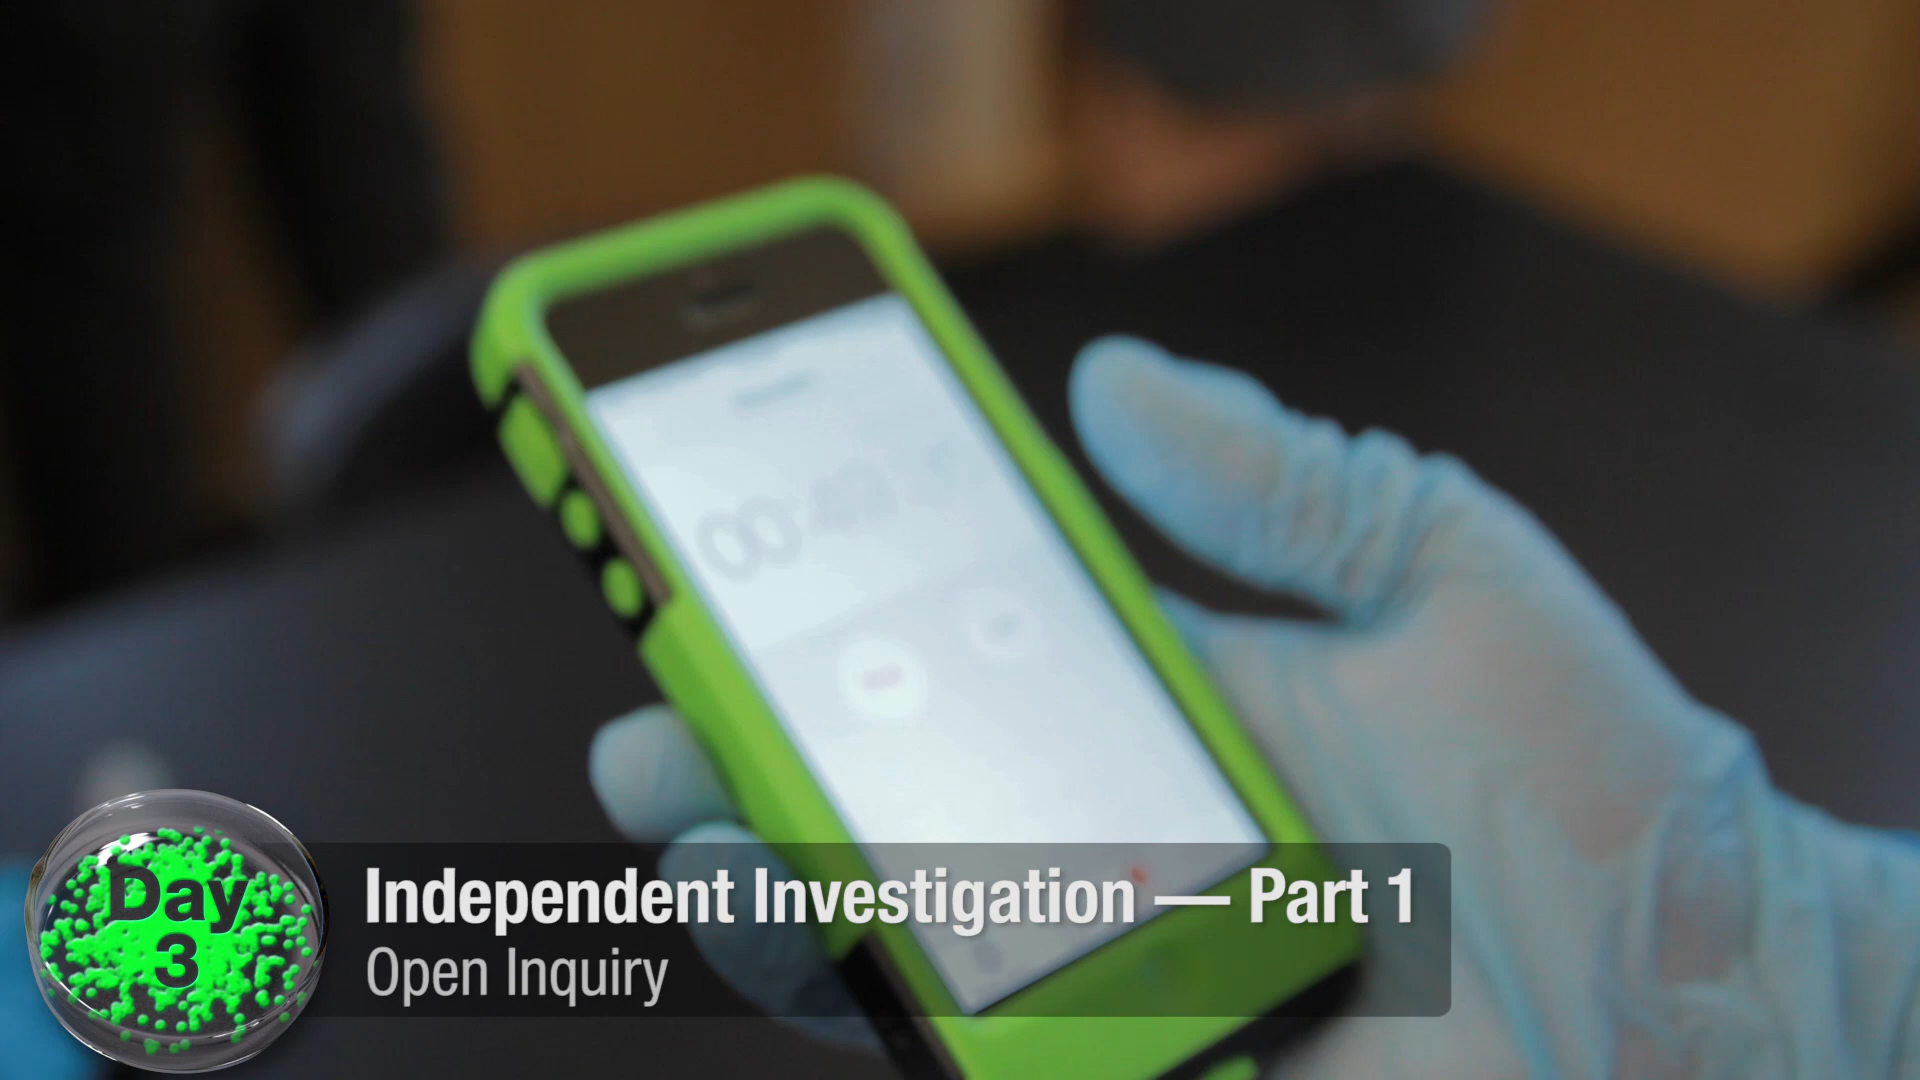 Day
3
Independent Investigation — Part 1
Open Inquiry